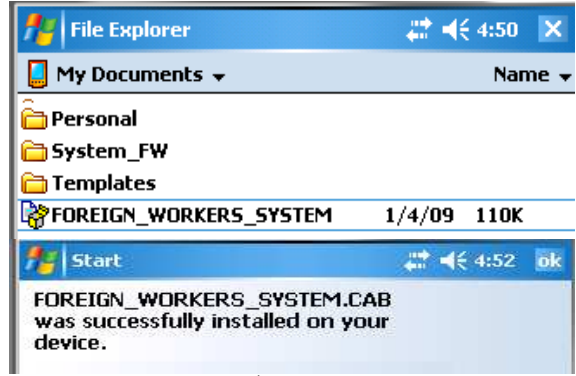 File Explorer 4:50
My Documents Name
Personal
System_FW
Templates
FOREIGN_WORKERS_SYSTEM 1/4/09 110K
Start 4:52 ok
FOREIGN_WORKERS_SYSTEM.CAB
was successfully installed on your
device.